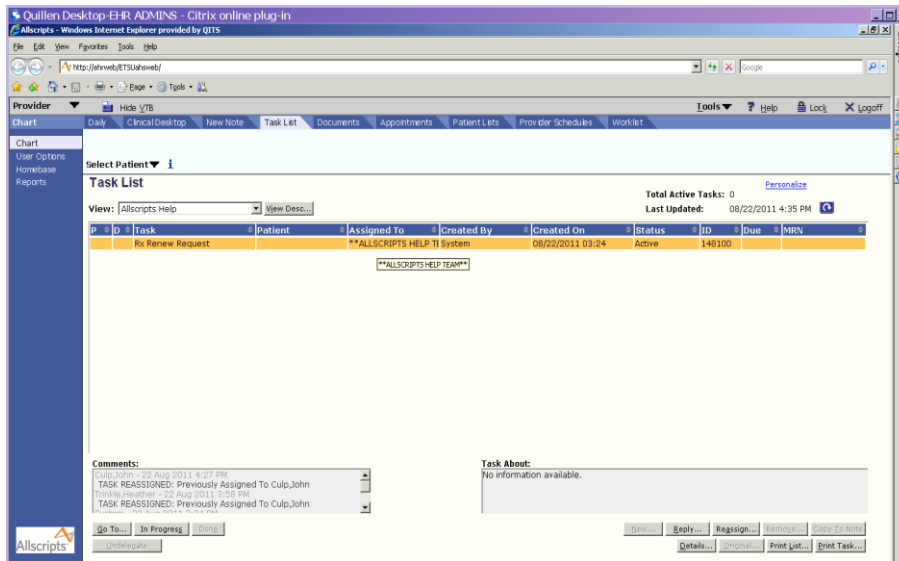 Quillen Desktop-EHR ADMINS - Citrix online plug-in
Allscripts - Windows Internet Explorer provided by QITS
File Edit View Favorites Tools Help
http://ehrweb/ETSUahsweb/ Google
Page Tools
Provider Hide VTB Tools Help Lock Logoff
Chart Daily Clinical Desktop New Note Task List Documents Appointments Patient Lists Provider Schedules Worklist
Chart
User Options
Homebase
Reports
Select Patient i
Task List Personalize
Total Active Tasks: 0
View: Allscripts Help View Desc... Last Updated: 08/22/2011 4:35 PM
P D Task Patient Assigned To Created By Created On Status ID Due MRN
Rx Renew Request **ALLSCRIPTS HELP TE System 08/22/2011 03:24 Active 148100
**ALLSCRIPTS HELP TEAM**
Comments: Task About:
Culp,John - 22 Aug 2011 4:27 PM No information available.
TASK REASSIGNED: Previously Assigned To Culp,John
Trinkle,Heather - 22 Aug 2011 3:58 PM
TASK REASSIGNED: Previously Assigned To Culp,John
Go To... In Progress Done New... Reply... Reassign... Remove... Copy To Note
Allscripts Undelegate Details... Original... Print List... Print Task...